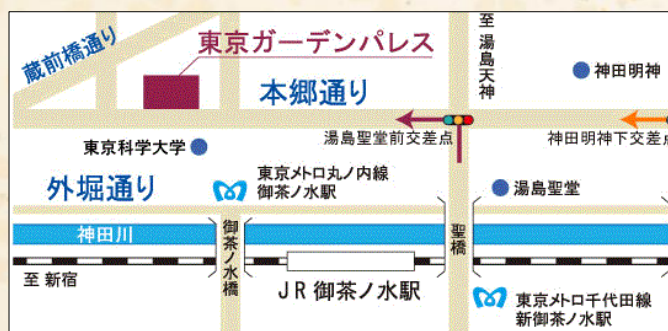 蔵前橋通り
東京ガーデンパレス
至
湯島天神
神田明神
本郷通り
湯島聖堂前交差点
神田明神下交差点
東京科学大学
外堀通り
東京メトロ丸ノ内線
御茶ノ水駅
湯島聖堂
神田川
御茶ノ水橋
聖橋
至 新宿
JR 御茶ノ水駅
東京メトロ千代田線
新御茶ノ水駅